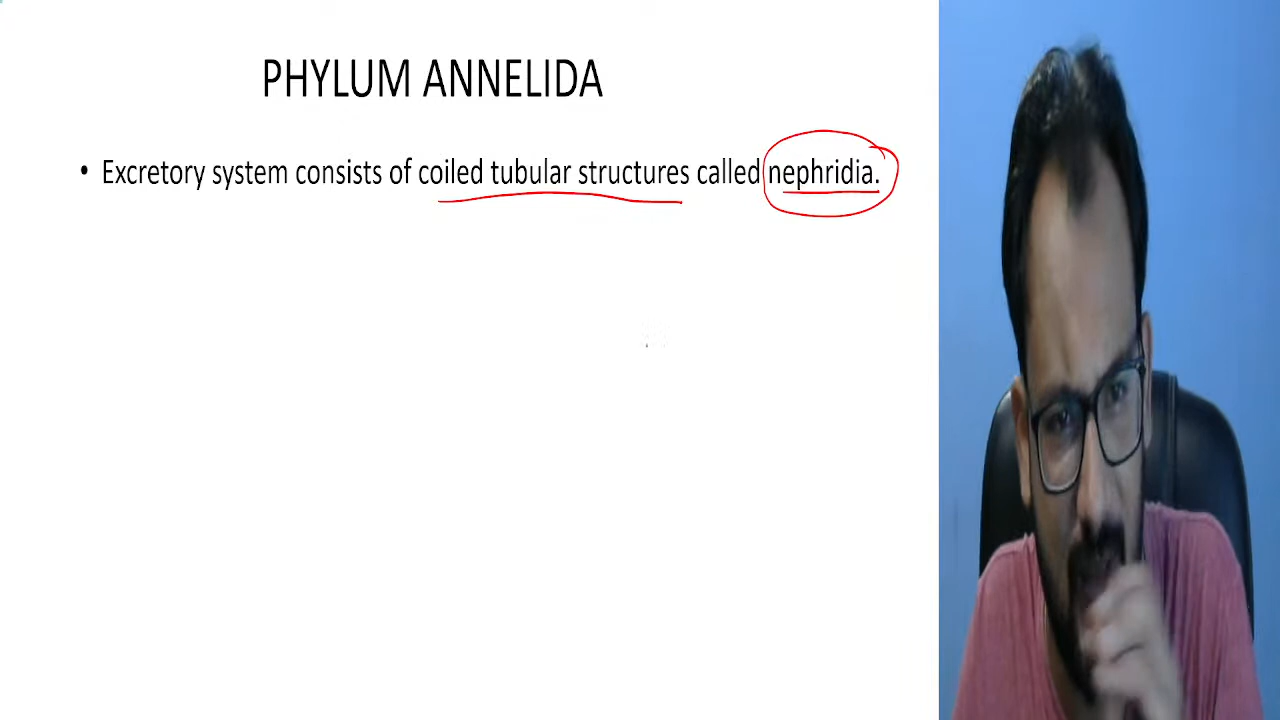 PHYLUM ANNELIDA
• Excretory system consists of coiled tubular structures called nephridia.